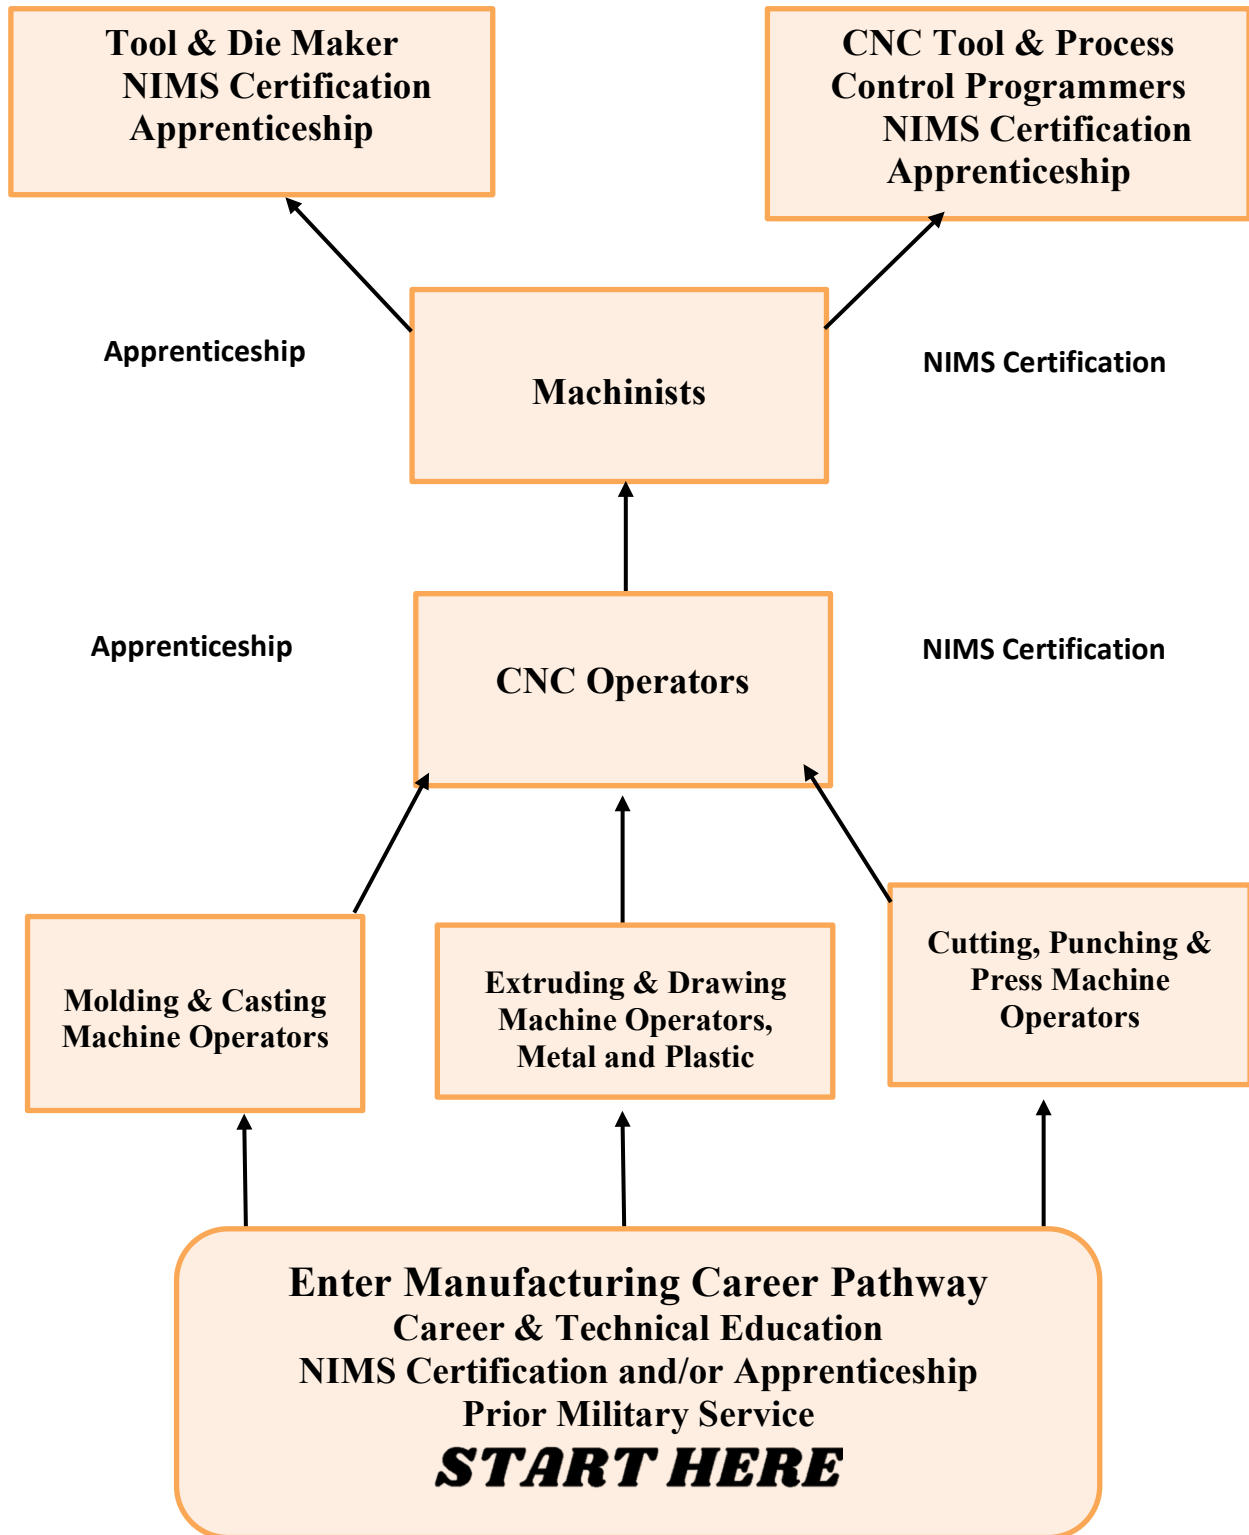 Tool & Die Maker
NIMS Certification
Apprenticeship
CNC Tool & Process
Control Programmers
NIMS Certification
Apprenticeship
Apprenticeship
Machinists
NIMS Certification
Apprenticeship
CNC Operators
NIMS Certification
Molding & Casting
Machine Operators
Extruding & Drawing
Machine Operators,
Metal and Plastic
Cutting, Punching &
Press Machine
Operators
Enter Manufacturing Career Pathway
Career & Technical Education
NIMS Certification and/or Apprenticeship
Prior Military Service
START HERE